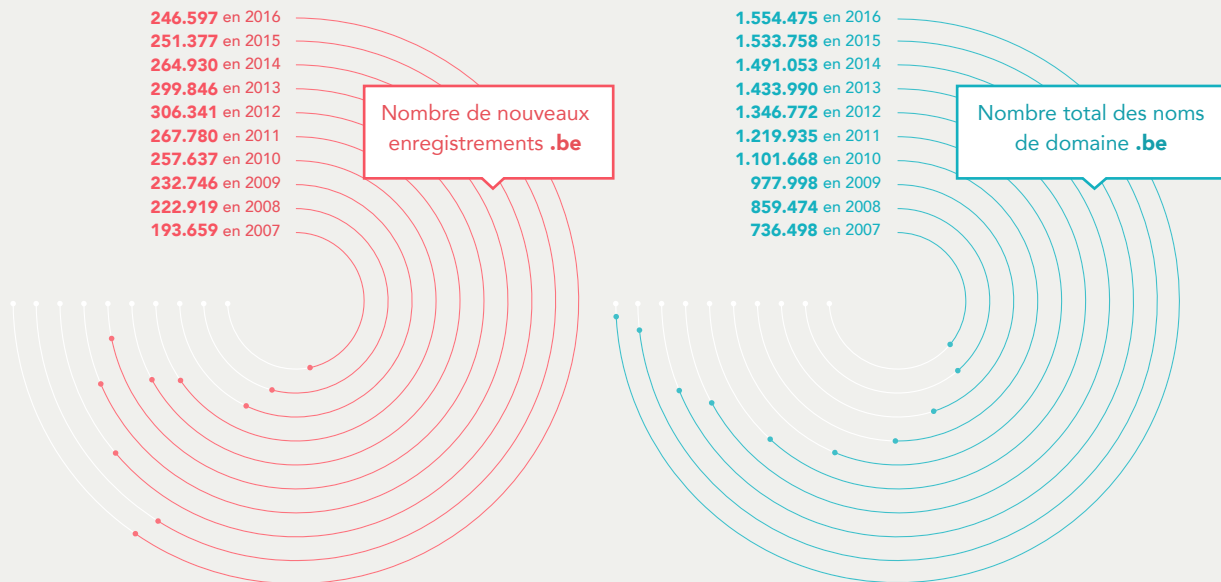 246.597 en 2016
251.377 en 2015
264.930 en 2014
299.846 en 2013
306.341 en 2012
267.780 en 2011
257.637 en 2010
232.746 en 2009
222.919 en 2008
193.659 en 2007
Nombre de nouveaux
enregistrements .be
1.554.475 en 2016
1.533.758 en 2015
1.491.053 en 2014
1.433.990 en 2013
1.346.772 en 2012
1.219.935 en 2011
1.101.668 en 2010
977.998 en 2009
859.474 en 2008
736.498 en 2007
Nombre total des noms
de domaine .be